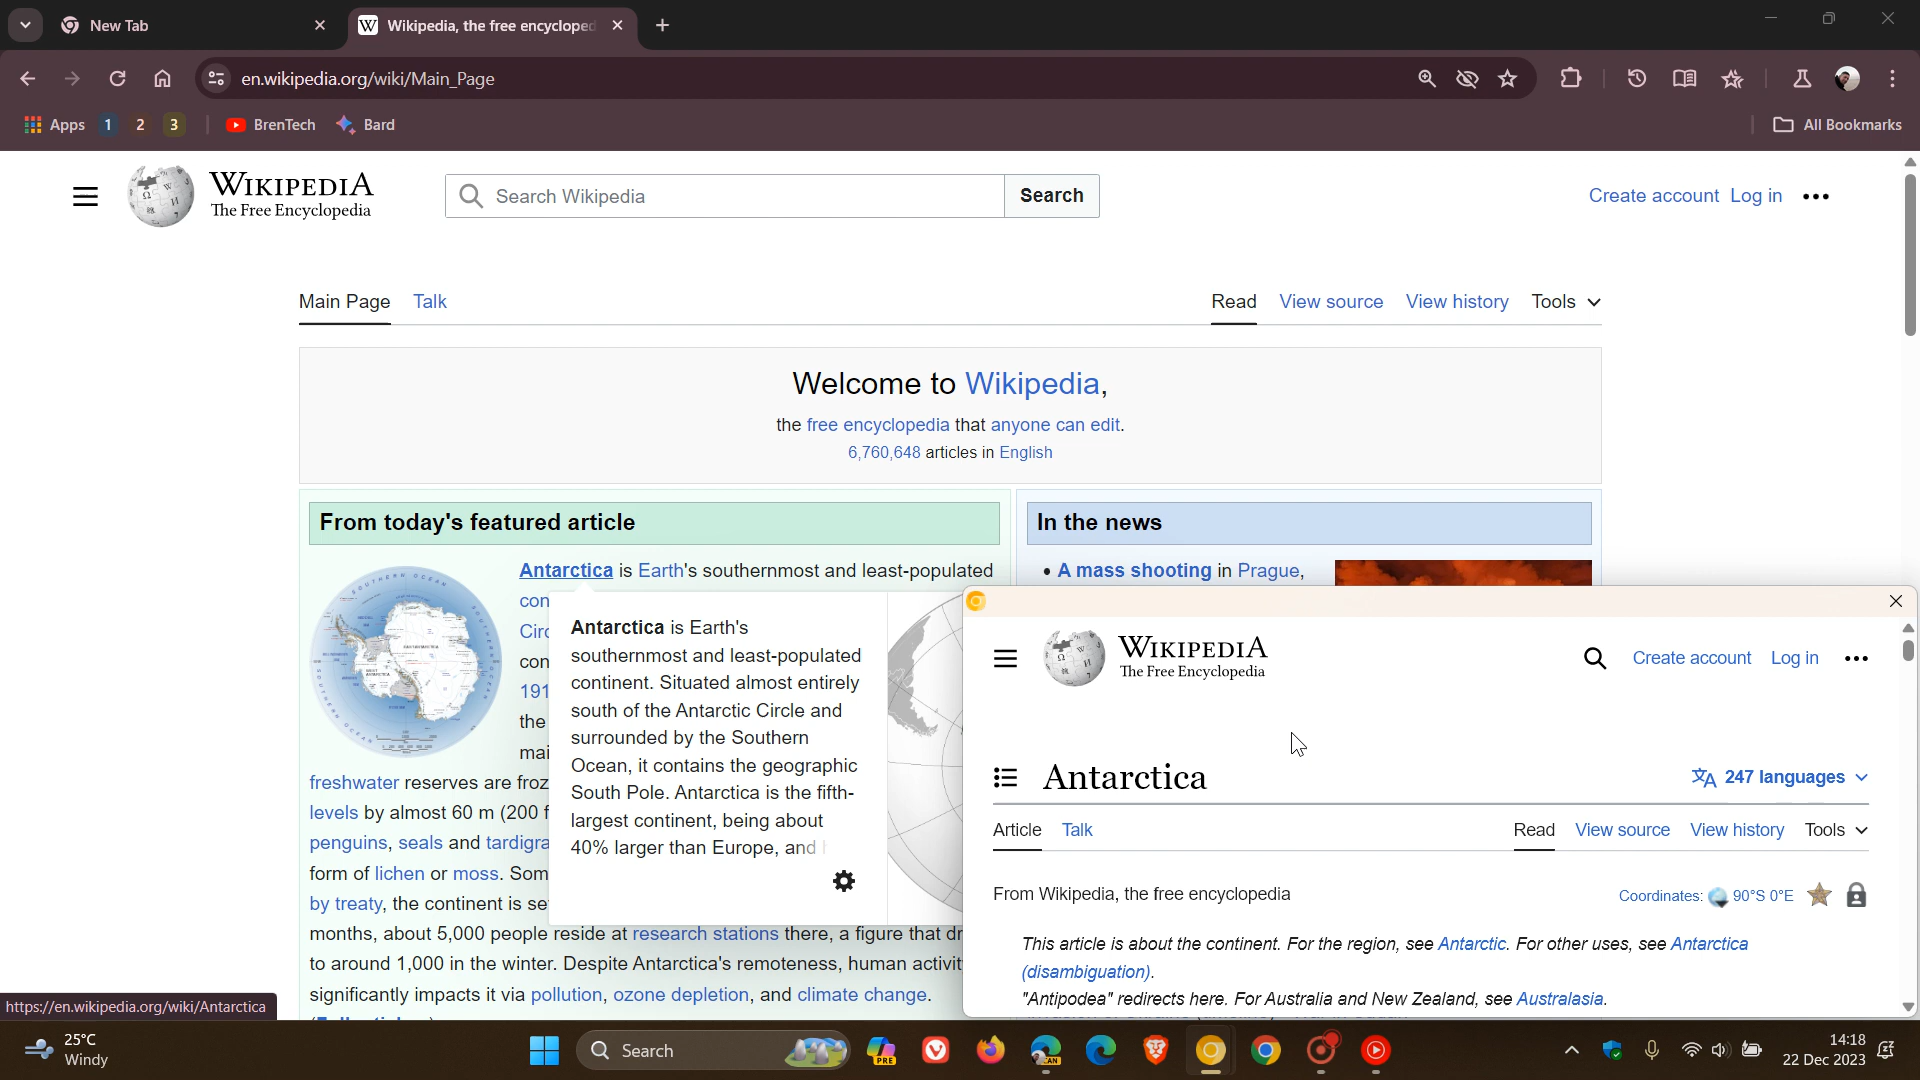 New Tab
Wikipedia, the free encycloped
en.wikipedia.org/wiki/Main_Page
Apps 1 2 3 BrenTech Bard All Bookmarks
WIKIPEDIA
The Free Encyclopedia
Search Wikipedia
Search
Create account Log in
Main Page Talk
Read View source View history Tools
Welcome to Wikipedia,
the free encyclopedia that anyone can edit.
6,760,648 articles in English
From today's featured article
Antarctica is Earth's southernmost and least-populated
con
Circ
con
191
the
mai
freshwater reserves are froz
levels by almost 60 m (200 f
penguins, seals and tardigra
form of lichen or moss. Som
by treaty, the continent is se
months, about 5,000 people reside at research stations there, a figure that dr
to around 1,000 in the winter. Despite Antarctica's remoteness, human activit
significantly impacts it via pollution, ozone depletion, and climate change.
Antarctica is Earth's
southernmost and least-populated
continent. Situated almost entirely
south of the Antarctic Circle and
surrounded by the Southern
Ocean, it contains the geographic
South Pole. Antarctica is the fifth-
largest continent, being about
40% larger than Europe, and h
In the news
• A mass shooting in Prague,
WIKIPEDIA
The Free Encyclopedia
Create account Log in
Antarctica
247 languages
Article Talk
Read View source View history Tools
From Wikipedia, the free encyclopedia
Coordinates: 90°S 0°E
This article is about the continent. For the region, see Antarctic. For other uses, see Antarctica
(disambiguation).
"Antipodea" redirects here. For Australia and New Zealand, see Australasia.
https://en.wikipedia.org/wiki/Antarctica
25°C
Windy
Search
PRE
CAN
14:18
22 Dec 2023